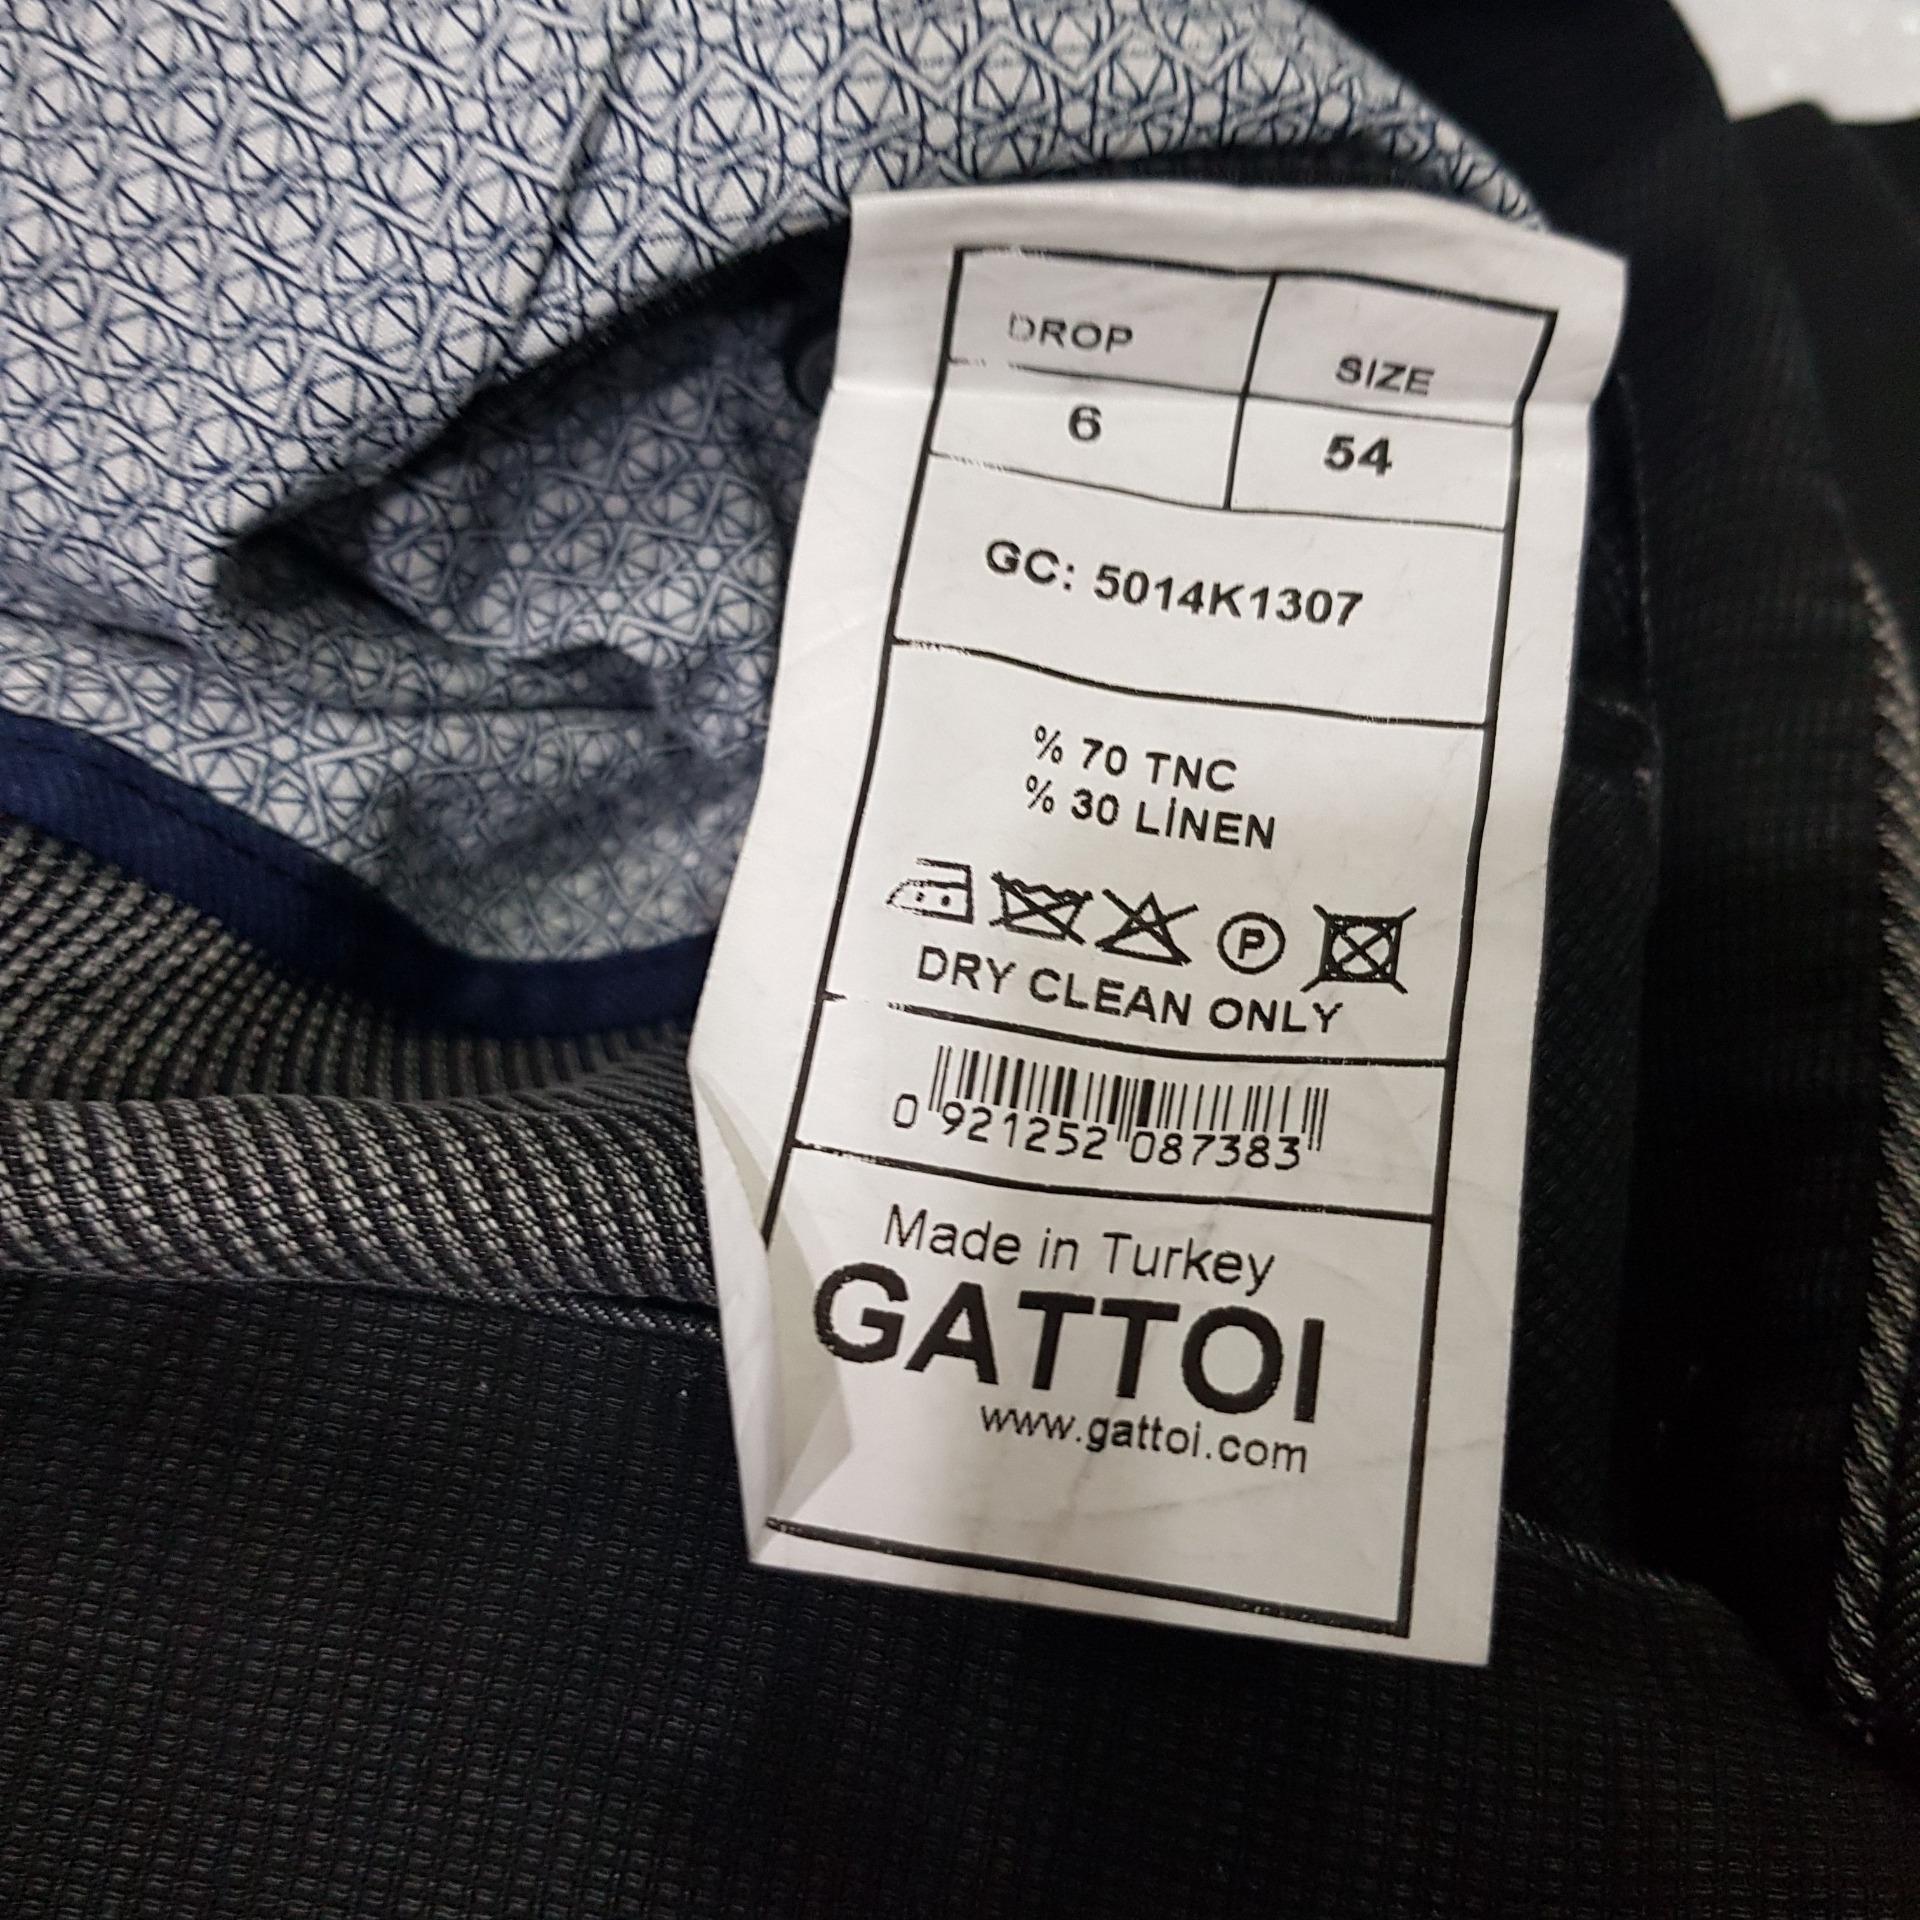 DROP SIZE
6 54
GC: 5014K1307
% 70 TNC
% 30 LİNEN
P
DRY CLEAN ONLY
0 921252 087383
Made in Turkey
GATTOI
www.gattoi.com